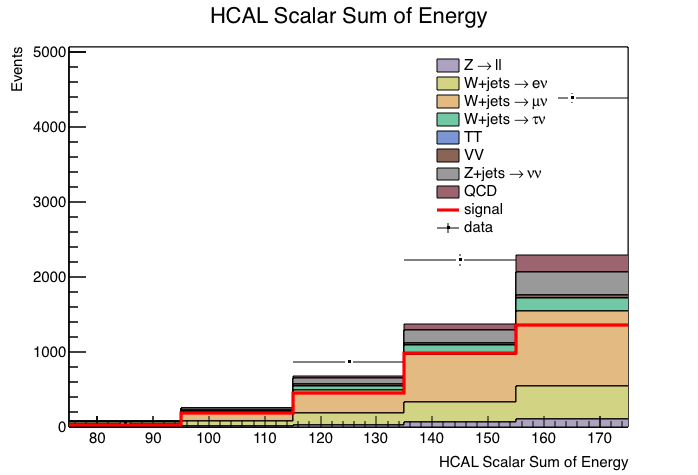 HCAL Scalar Sum of Energy
Events
5000
4000
3000
2000
1000
0
Z → ll
W+jets → eν
W+jets → μν
W+jets → τν
TT
VV
Z+jets → νν
QCD
signal
data
80 90 100 110 120 130 140 150 160 170
HCAL Scalar Sum of Energy